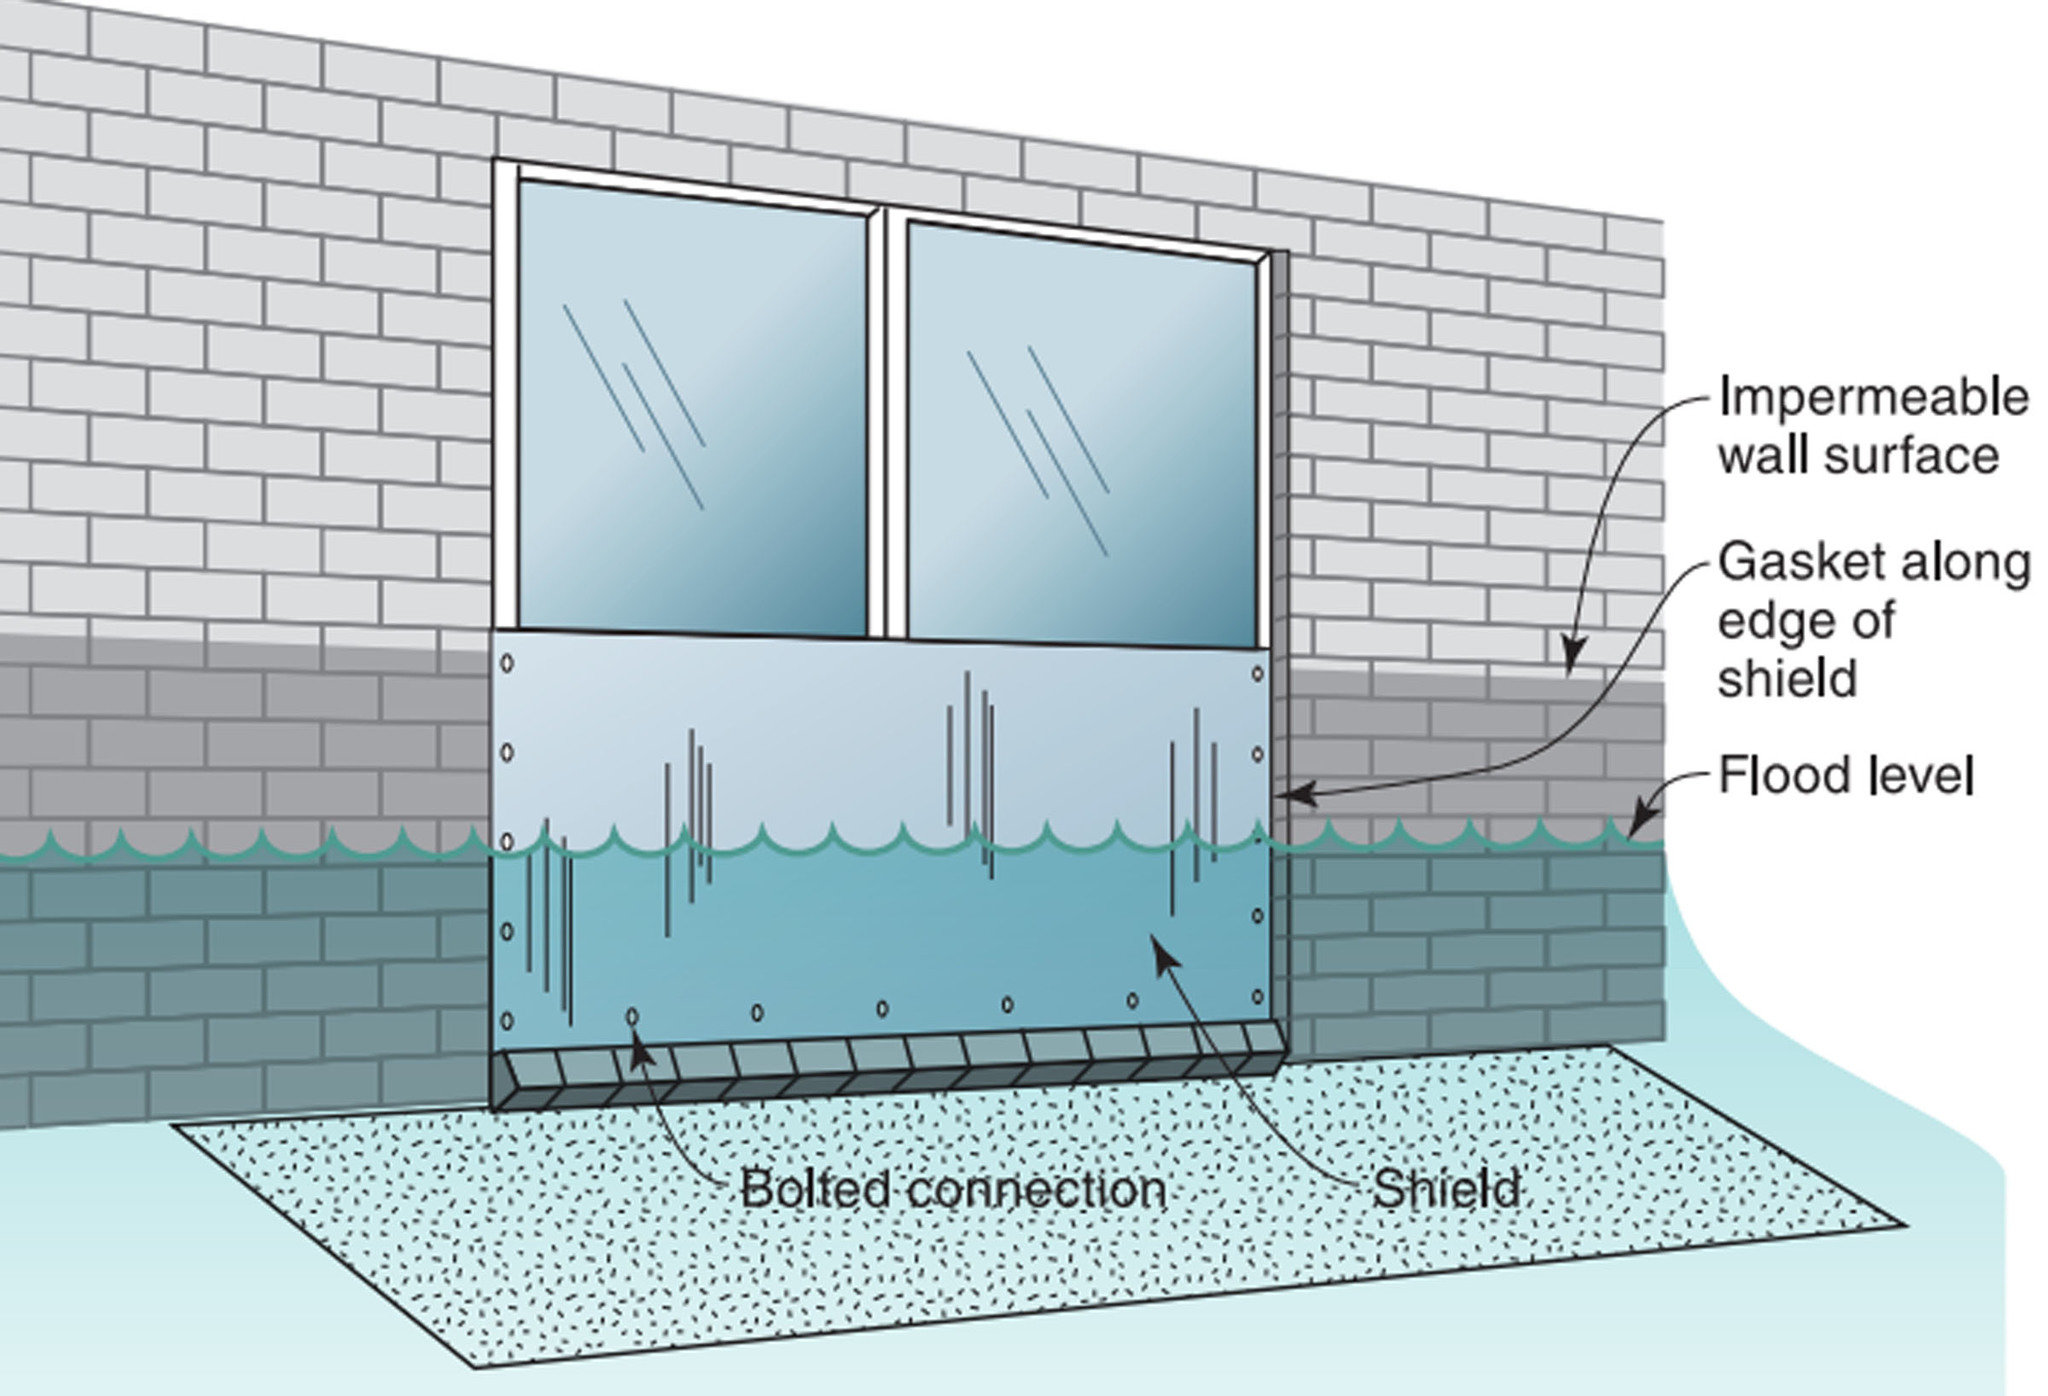 Impermeable
wall surface
Gasket along
edge of
shield
Flood level
Bolted connection
Shield